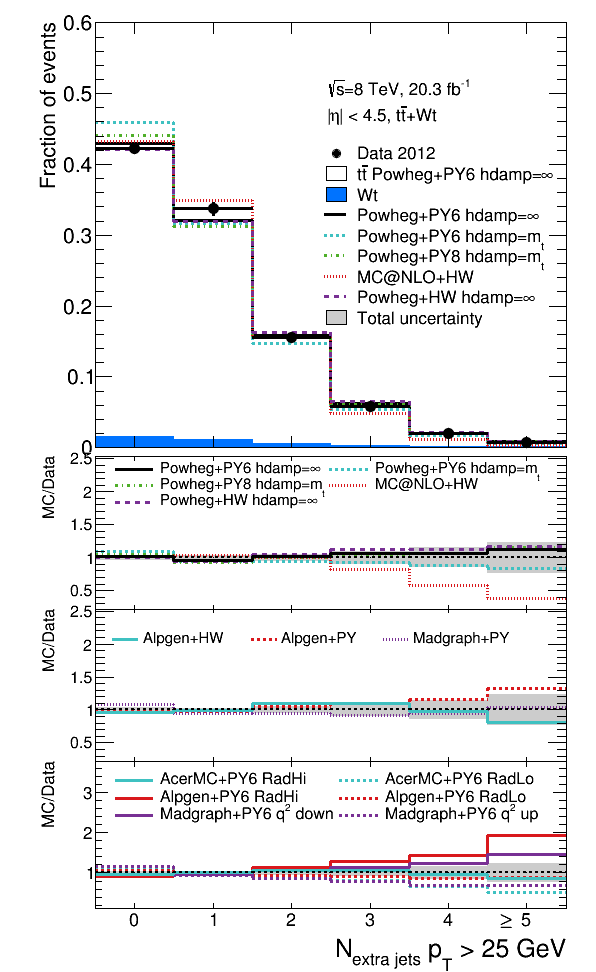 Fraction of events
0.6
0.5
0.4
0.3
0.2
0.1
0
√s=8 TeV, 20.3 fb⁻¹
|η| < 4.5, tt̄+Wt
Data 2012
tt̄ Powheg+PY6 hdamp=∞
Wt
Powheg+PY6 hdamp=∞
Powheg+PY6 hdamp=m_t
Powheg+PY8 hdamp=m_t
MC@NLO+HW
Powheg+HW hdamp=∞
Total uncertainty
MC/Data
2.5
2
1.5
1
0.5
Powheg+PY6 hdamp=∞ Powheg+PY6 hdamp=m_t
Powheg+PY8 hdamp=m_t MC@NLO+HW
Powheg+HW hdamp=∞
MC/Data
2.5
2
1.5
1
0.5
Alpgen+HW Alpgen+PY Madgraph+PY
MC/Data
3
2
1
AcerMC+PY6 RadHi AcerMC+PY6 RadLo
Alpgen+PY6 RadHi Alpgen+PY6 RadLo
Madgraph+PY6 q² down Madgraph+PY6 q² up
0 1 2 3 4 ≥ 5
N_extra jets p_T > 25 GeV